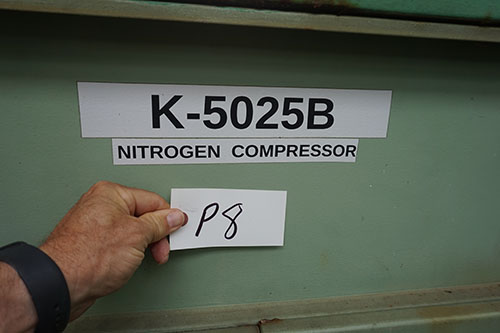 K-5025B
NITROGEN COMPRESSOR
P8